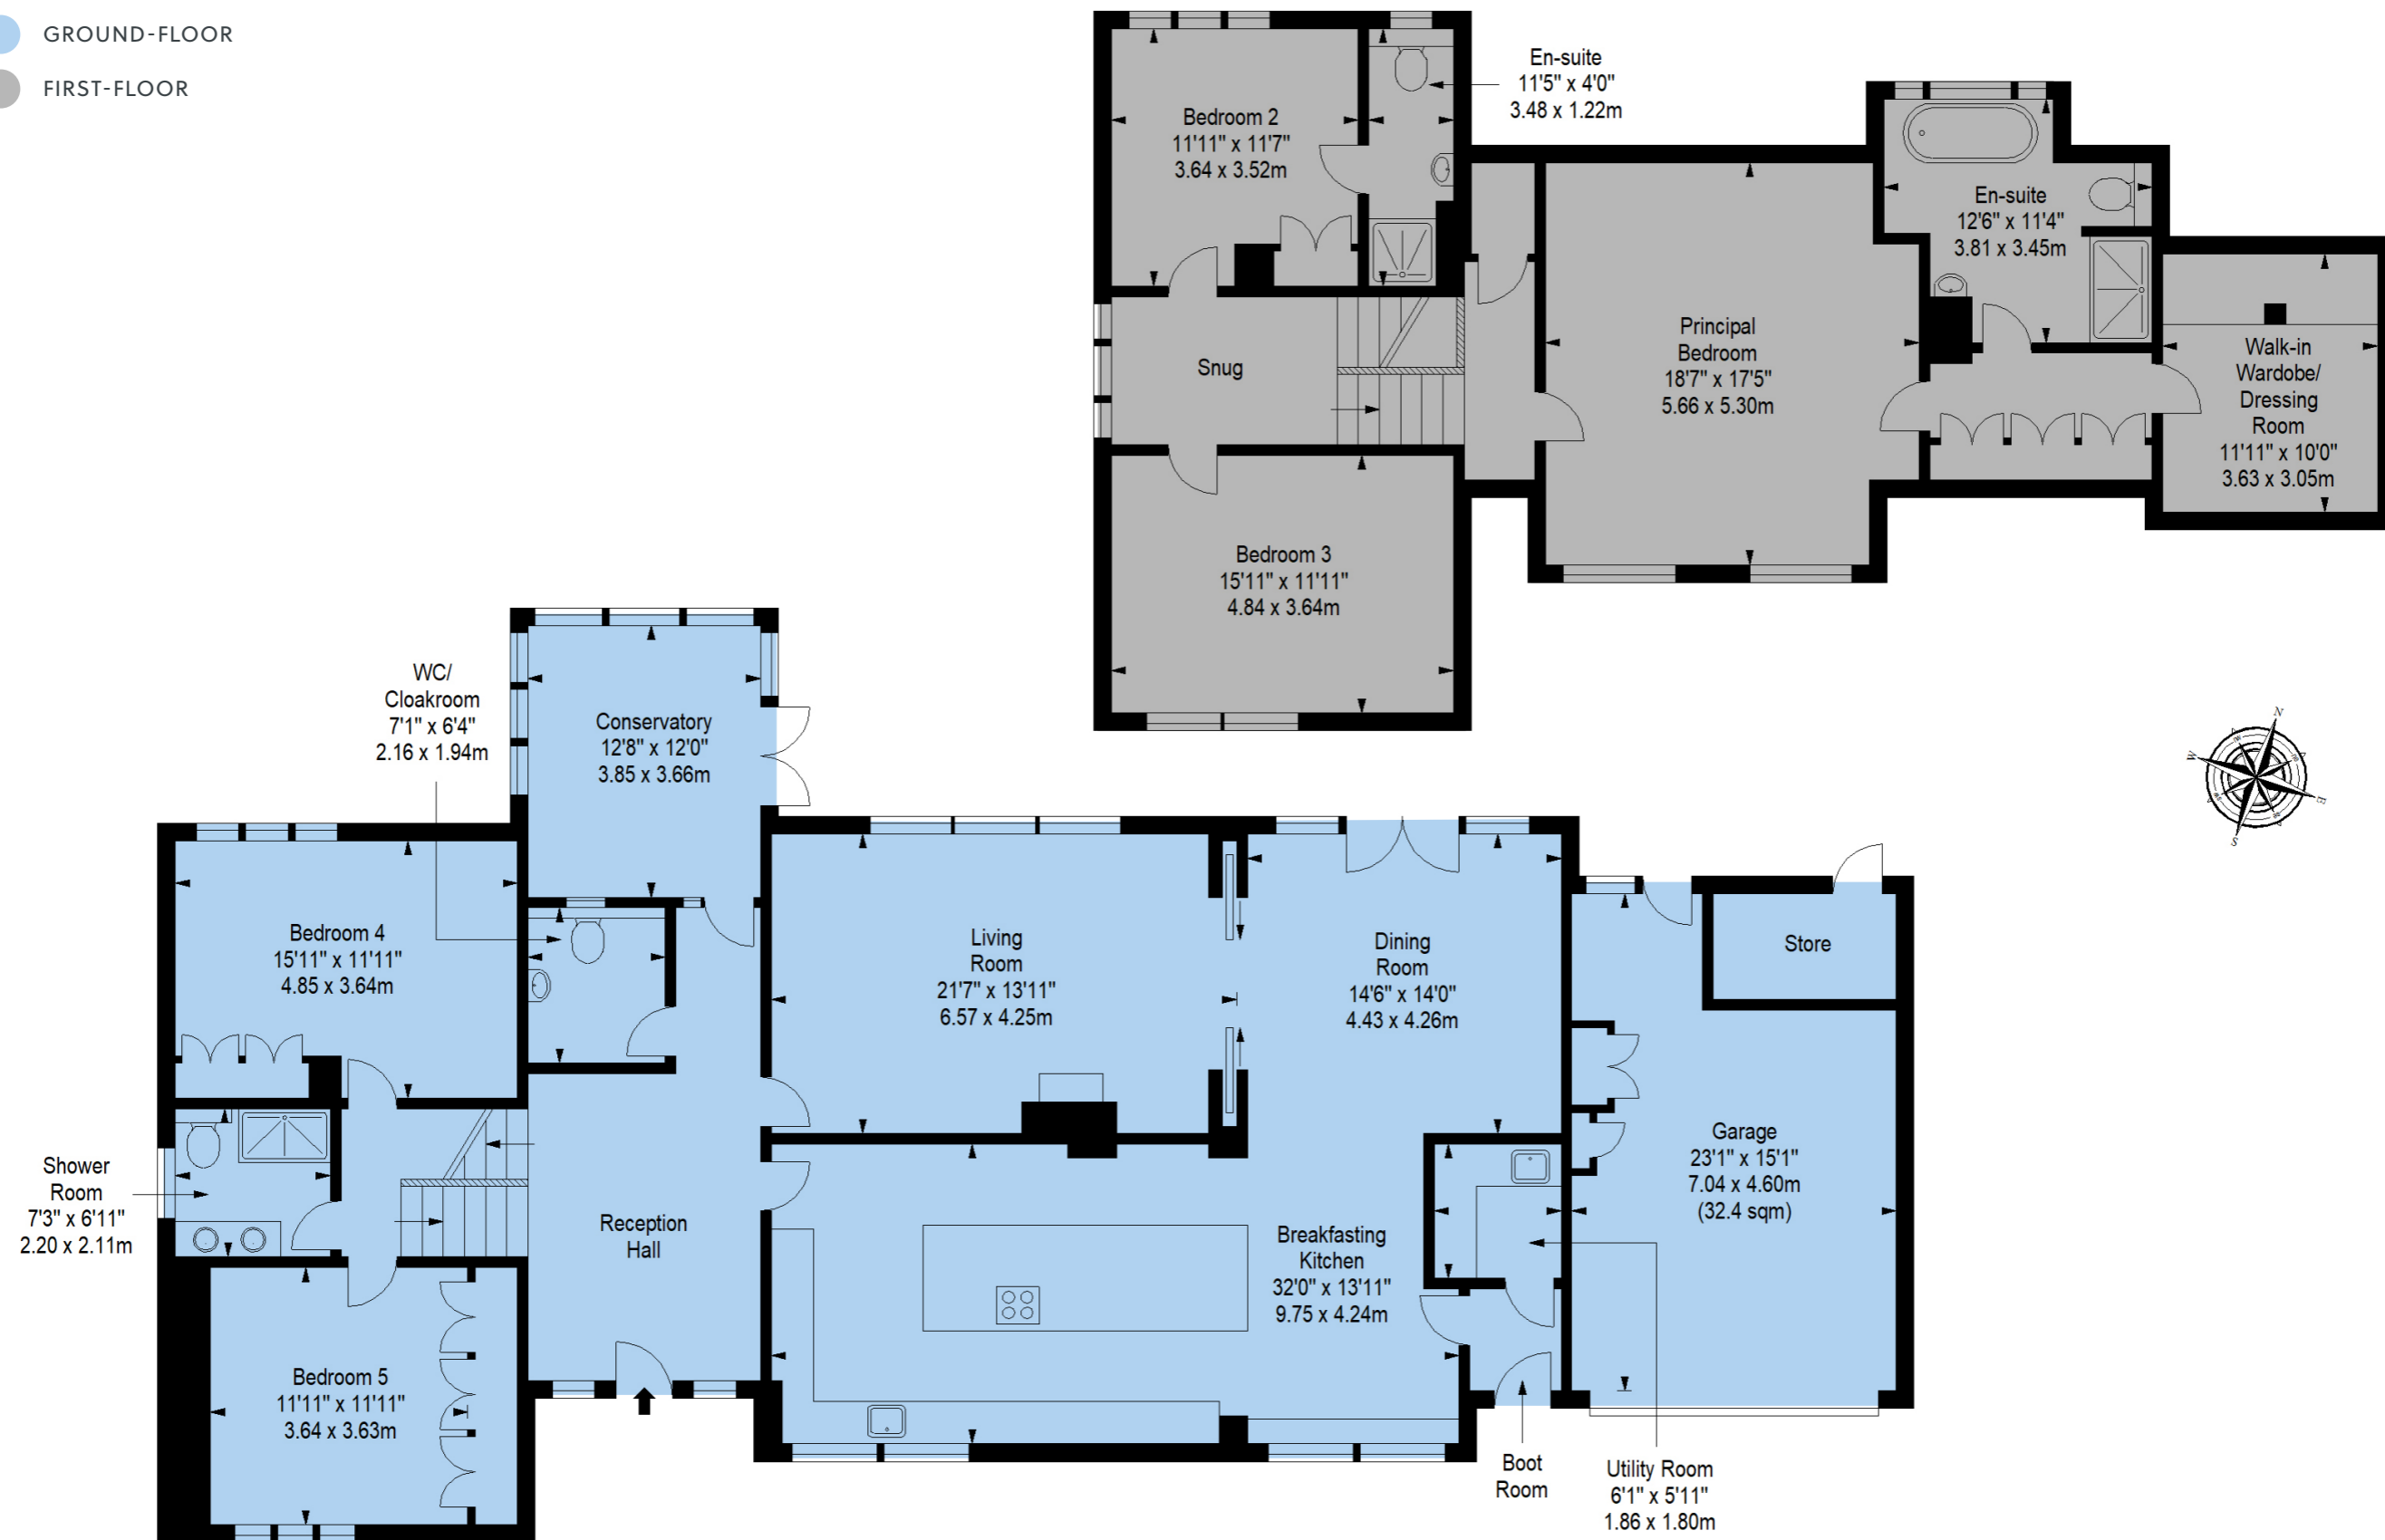 GROUND-FLOOR
FIRST-FLOOR
Bedroom 2
11'11" x 11'7"
3.64 x 3.52m
En-suite
11'5" x 4'0"
3.48 x 1.22m
En-suite
12'6" x 11'4"
3.81 x 3.45m
Principal
Bedroom
18'7" x 17'5"
5.66 x 5.30m
Snug
Walk-in
Wardobe/
Dressing
Room
11'11" x 10'0"
3.63 x 3.05m
Bedroom 3
15'11" x 11'11"
4.84 x 3.64m
N
W
E
S
WC/
Cloakroom
7'1" x 6'4"
2.16 x 1.94m
Conservatory
12'8" x 12'0"
3.85 x 3.66m
Bedroom 4
15'11" x 11'11"
4.85 x 3.64m
Living
Room
21'7" x 13'11"
6.57 x 4.25m
Dining
Room
14'6" x 14'0"
4.43 x 4.26m
Store
Garage
23'1" x 15'1"
7.04 x 4.60m
(32.4 sqm)
Shower
Room
7'3" x 6'11"
2.20 x 2.11m
Reception
Hall
Breakfasting
Kitchen
32'0" x 13'11"
9.75 x 4.24m
Bedroom 5
11'11" x 11'11"
3.64 x 3.63m
Boot
Room
Utility Room
6'1" x 5'11"
1.86 x 1.80m